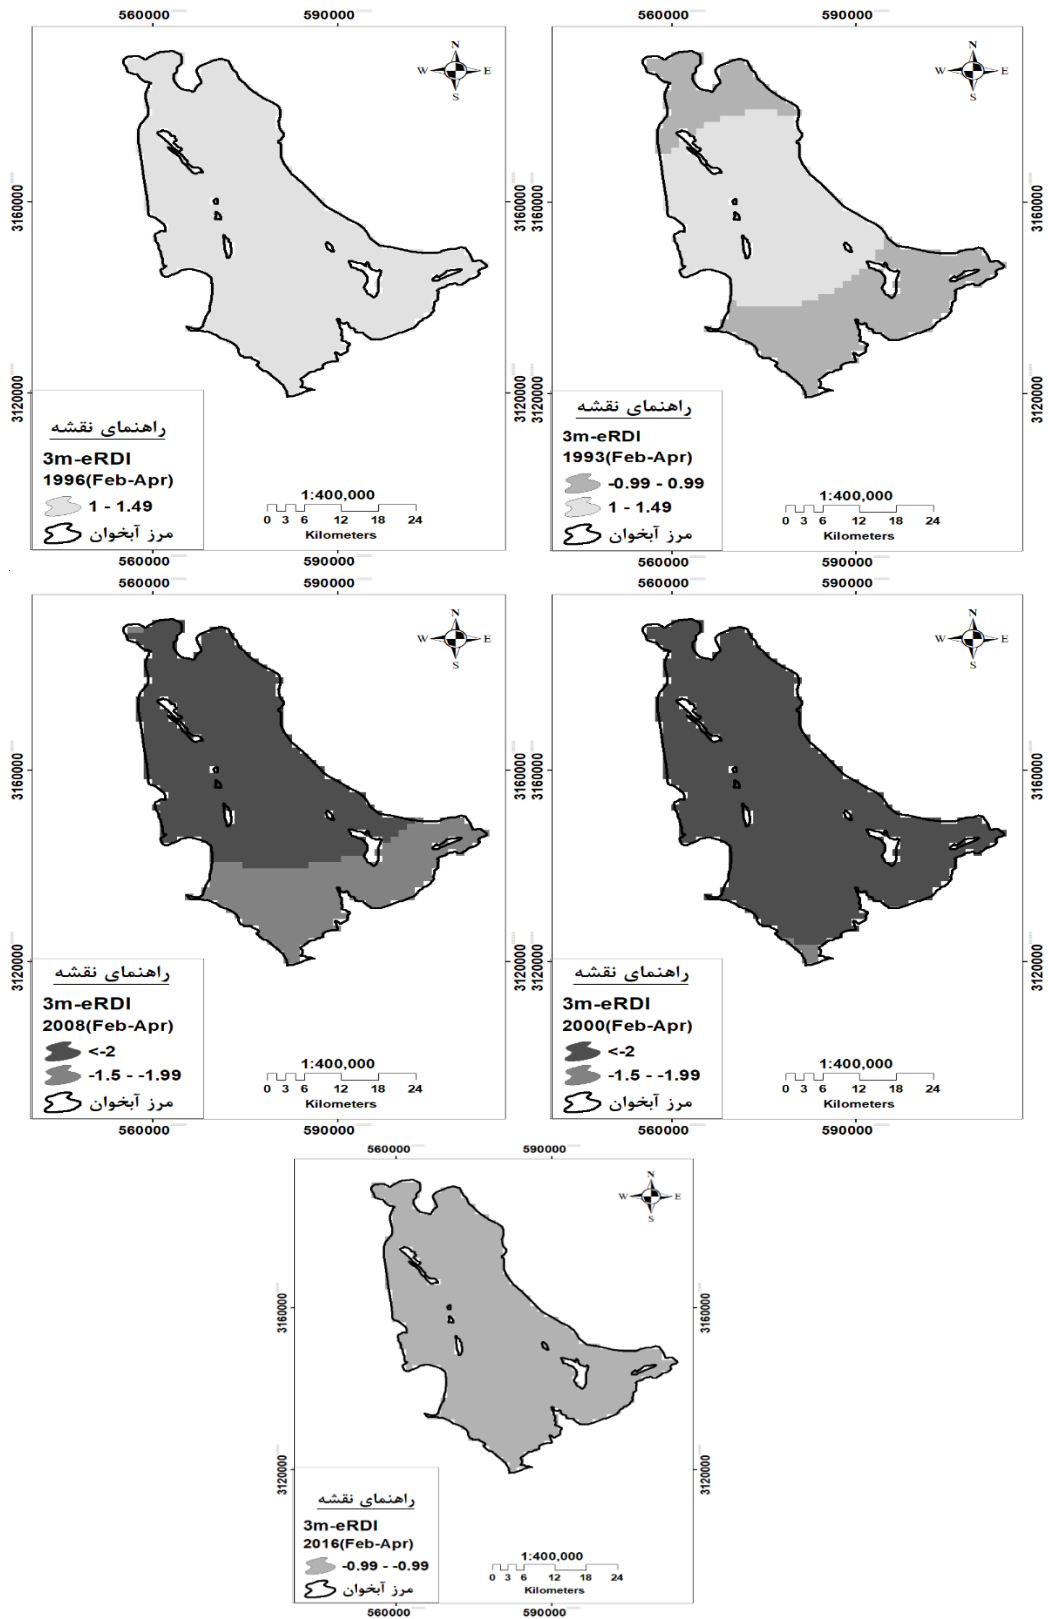 560000 590000
N
W E
S
3160000 3160000
3120000 3120000
راهنمای نقشه
3m-eRDI
1996(Feb-Apr)
1 - 1.49
مرز آبخوان
1:400,000
0 3 6 12 18 24
Kilometers
560000 590000
560000 590000
N
W E
S
3160000 3160000
3120000 3120000
راهنمای نقشه
3m-eRDI
1993(Feb-Apr)
-0.99 - 0.99
1 - 1.49
مرز آبخوان
1:400,000
0 3 6 12 18 24
Kilometers
560000 590000
560000 590000
N
W E
S
3160000 3160000
3120000 3120000
راهنمای نقشه
3m-eRDI
2008(Feb-Apr)
<-2
-1.5 - -1.99
مرز آبخوان
1:400,000
0 3 6 12 18 24
Kilometers
560000 590000
560000 590000
N
W E
S
3160000 3160000
3120000 3120000
راهنمای نقشه
3m-eRDI
2000(Feb-Apr)
<-2
-1.5 - -1.99
مرز آبخوان
1:400,000
0 3 6 12 18 24
Kilometers
560000 590000
560000 590000
N
W E
S
3160000 3160000
3120000 3120000
راهنمای نقشه
3m-eRDI
2016(Feb-Apr)
-0.99 - -0.99
مرز آبخوان
1:400,000
0 3 6 12 18 24
Kilometers
560000 590000